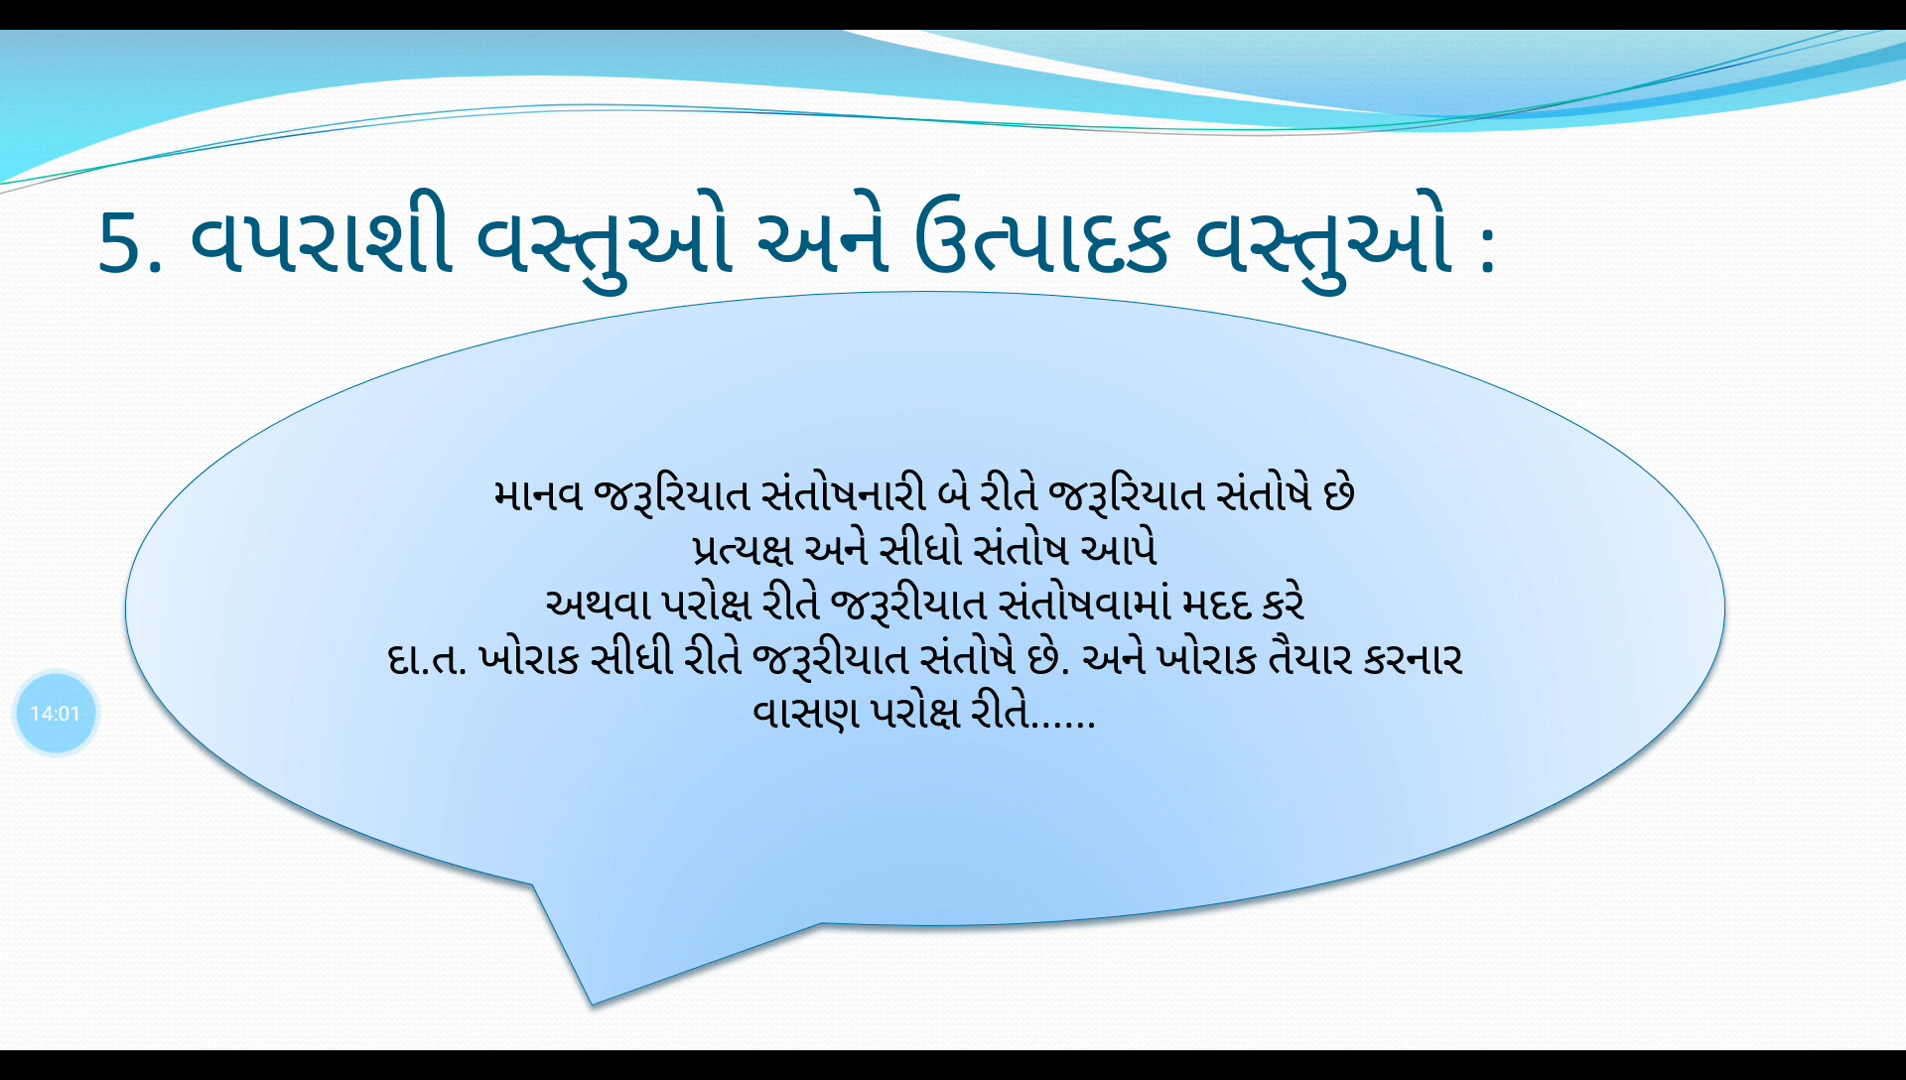 5. વપરાશી વસ્તુઓ અને ઉત્પાદક વસ્તુઓ :
માનવ જરૂરિયાત સંતોષનારી બે રીતે જરૂરિયાત સંતોષે છે
પ્રત્યક્ષ અને સીધો સંતોષ આપે
અથવા પરોક્ષ રીતે જરૂરીયાત સંતોષવામાં મદદ કરે
દા.ત. ખોરાક સીધી રીતે જરૂરીયાત સંતોષે છે. અને ખોરાક તૈયાર કરનાર
વાસણ પરોક્ષ રીતે......
14:01